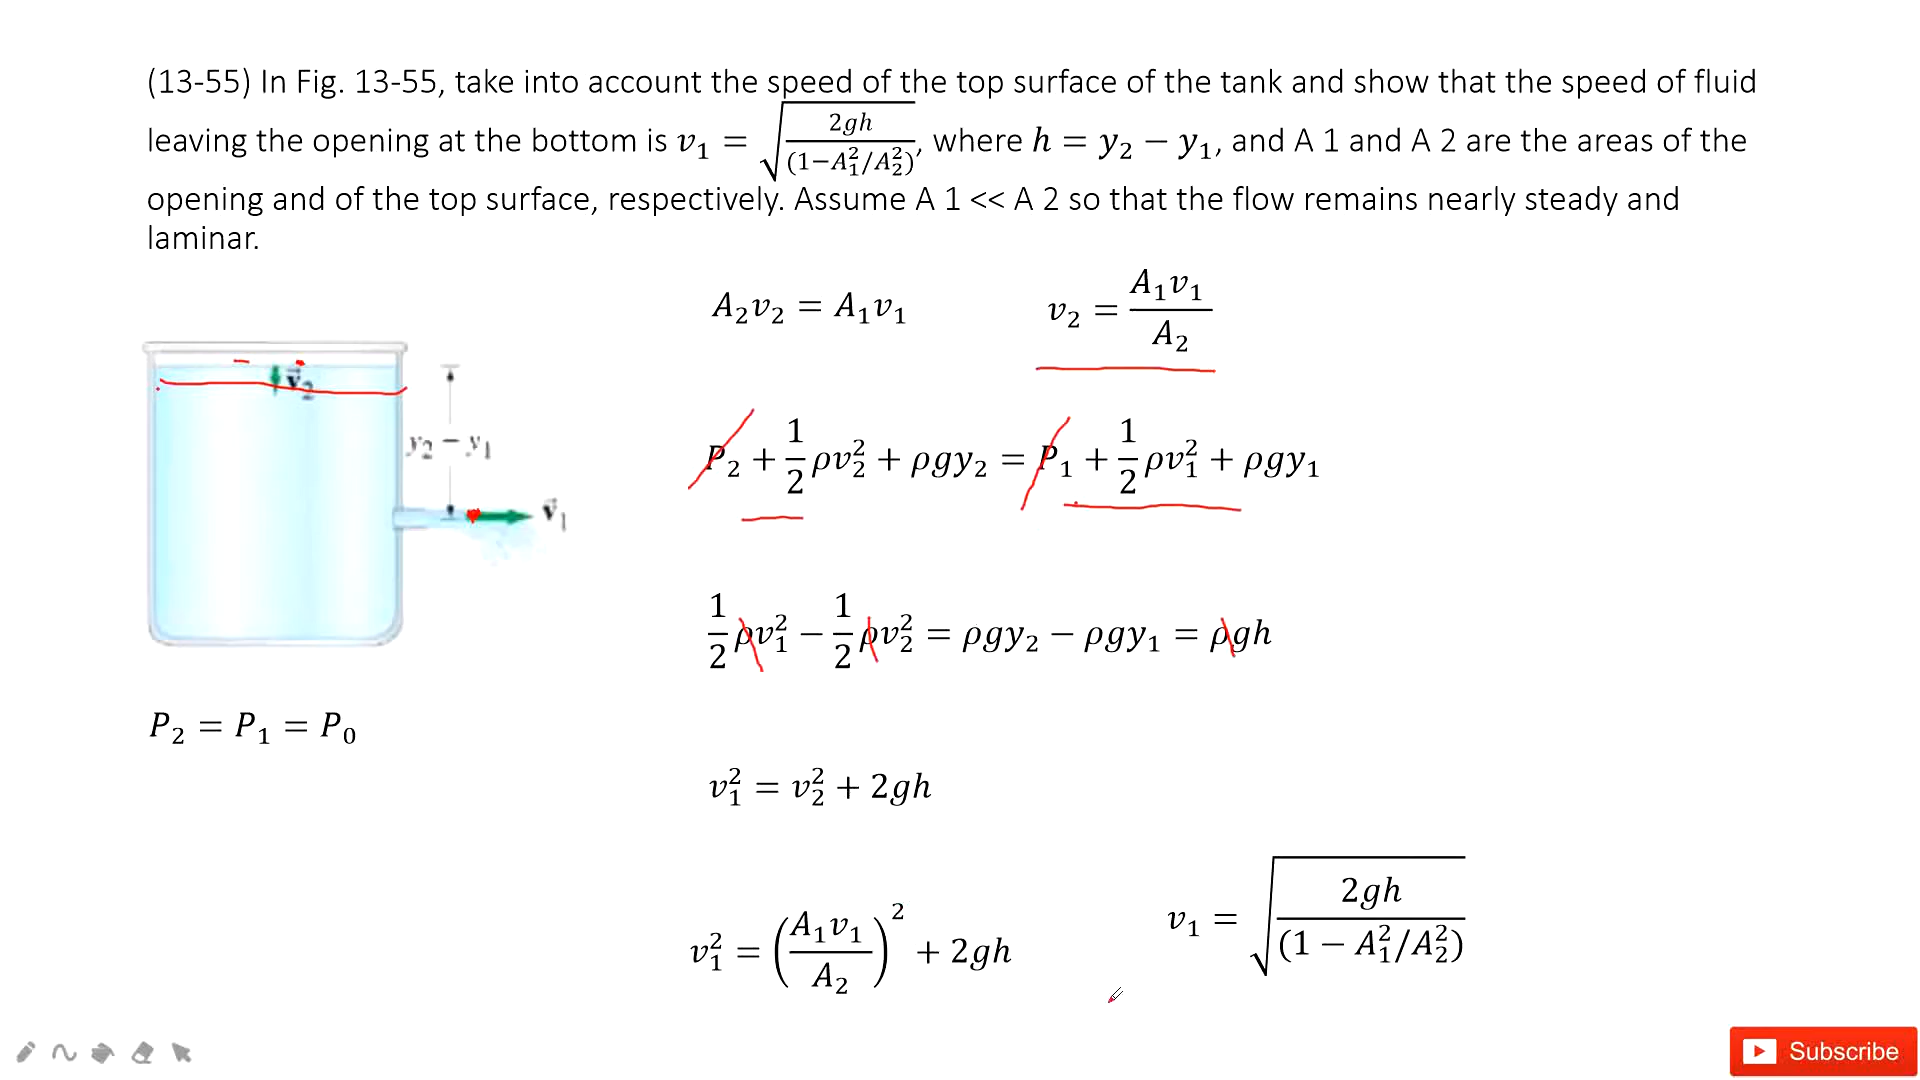 (13-55) In Fig. 13-55, take into account the speed of the top surface of the tank and show that the speed of fluid
leaving the opening at the bottom is v₁ = √(2gh/(1−A₁²/A₂²)), where h = y₂ − y₁, and A 1 and A 2 are the areas of the
opening and of the top surface, respectively. Assume A 1 << A 2 so that the flow remains nearly steady and
laminar.
A₂v₂ = A₁v₁
v₂ = A₁v₁/A₂
v⃗₂
y₂ − y₁
v⃗₁
P₂ + ½ρv₂² + ρgy₂ = P₁ + ½ρv₁² + ρgy₁
½ρv₁² − ½ρv₂² = ρgy₂ − ρgy₁ = ρgh
P₂ = P₁ = P₀
v₁² = v₂² + 2gh
v₁² = (A₁v₁/A₂)² + 2gh
v₁ = √(2gh/(1 − A₁²/A₂²))
Subscribe